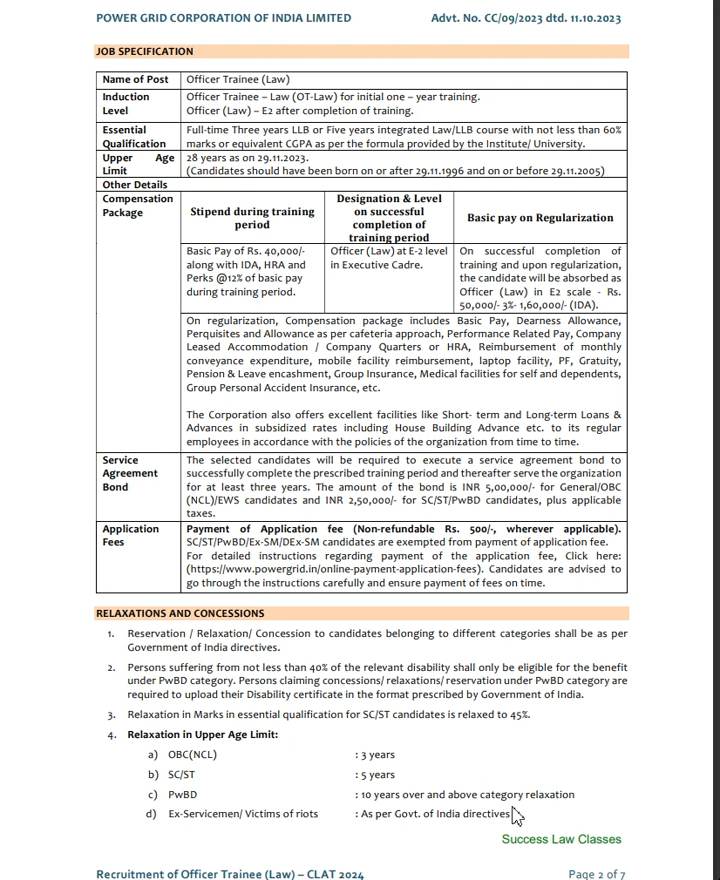 POWER GRID CORPORATION OF INDIA LIMITED Advt. No. CC/09/2023 dtd. 11.10.2023
JOB SPECIFICATION
Name of Post Officer Trainee (Law)
Induction Level Officer Trainee – Law (OT-Law) for initial one – year training.
Officer (Law) – E2 after completion of training.
Essential Qualification Full-time Three years LLB or Five years integrated Law/LLB course with not less than 60%
marks or equivalent CGPA as per the formula provided by the Institute/ University.
Upper Age Limit 28 years as on 29.11.2023.
(Candidates should have been born on or after 29.11.1996 and on or before 29.11.2005)
Other Details
Compensation Package
Stipend during training
period
Designation & Level
on successful
completion of
training period
Basic pay on Regularization
Basic Pay of Rs. 40,000/-
along with IDA, HRA and
Perks @12% of basic pay
during training period.
Officer (Law) at E-2 level
in Executive Cadre.
On successful completion of
training and upon regularization,
the candidate will be absorbed as
Officer (Law) in E2 scale - Rs.
50,000/- 3%- 1,60,000/- (IDA).
On regularization, Compensation package includes Basic Pay, Dearness Allowance,
Perquisites and Allowance as per cafeteria approach, Performance Related Pay, Company
Leased Accommodation / Company Quarters or HRA, Reimbursement of monthly
conveyance expenditure, mobile facility reimbursement, laptop facility, PF, Gratuity,
Pension & Leave encashment, Group Insurance, Medical facilities for self and dependents,
Group Personal Accident Insurance, etc.
The Corporation also offers excellent facilities like Short- term and Long-term Loans &
Advances in subsidized rates including House Building Advance etc. to its regular
employees in accordance with the policies of the organization from time to time.
Service
Agreement
Bond
The selected candidates will be required to execute a service agreement bond to
successfully complete the prescribed training period and thereafter serve the organization
for at least three years. The amount of the bond is INR 5,00,000/- for General/OBC
(NCL)/EWS candidates and INR 2,50,000/- for SC/ST/PwBD candidates, plus applicable
taxes.
Application
Fees
Payment of Application fee (Non-refundable Rs. 500/-, wherever applicable).
SC/ST/PwBD/Ex-SM/DEx-SM candidates are exempted from payment of application fee.
For detailed instructions regarding payment of the application fee, Click here:
(https://www.powergrid.in/online-payment-application-fees). Candidates are advised to
go through the instructions carefully and ensure payment of fees on time.
RELAXATIONS AND CONCESSIONS
1. Reservation / Relaxation/ Concession to candidates belonging to different categories shall be as per
Government of India directives.
2. Persons suffering from not less than 40% of the relevant disability shall only be eligible for the benefit
under PwBD category. Persons claiming concessions/ relaxations/ reservation under PwBD category are
required to upload their Disability certificate in the format prescribed by Government of India.
3. Relaxation in Marks in essential qualification for SC/ST candidates is relaxed to 45%.
4. Relaxation in Upper Age Limit:
a) OBC(NCL) : 3 years
b) SC/ST : 5 years
c) PwBD : 10 years over and above category relaxation
d) Ex-Servicemen/ Victims of riots : As per Govt. of India directives
Success Law Classes
Recruitment of Officer Trainee (Law) – CLAT 2024 Page 2 of 7